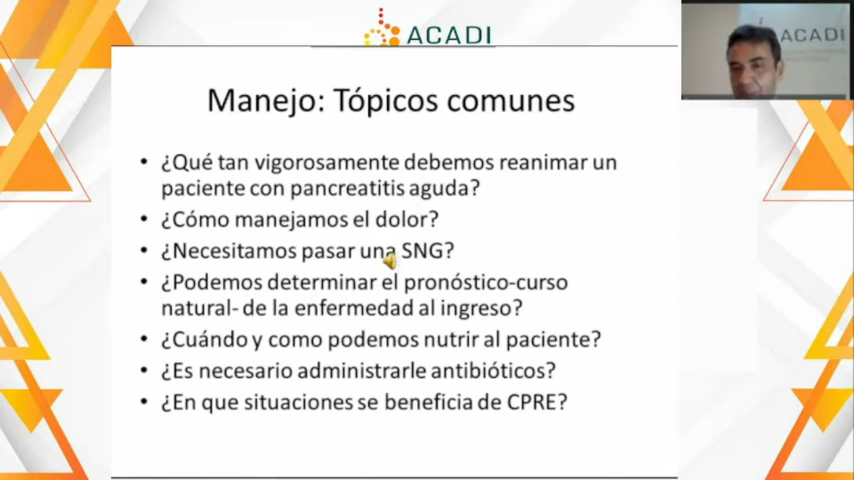 ACADI
ACADI
Manejo: Tópicos comunes
• ¿Qué tan vigorosamente debemos reanimar un
paciente con pancreatitis aguda?
• ¿Cómo manejamos el dolor?
• ¿Necesitamos pasar una SNG?
• ¿Podemos determinar el pronóstico-curso
natural- de la enfermedad al ingreso?
• ¿Cuándo y como podemos nutrir al paciente?
• ¿Es necesario administrarle antibióticos?
• ¿En que situaciones se beneficia de CPRE?